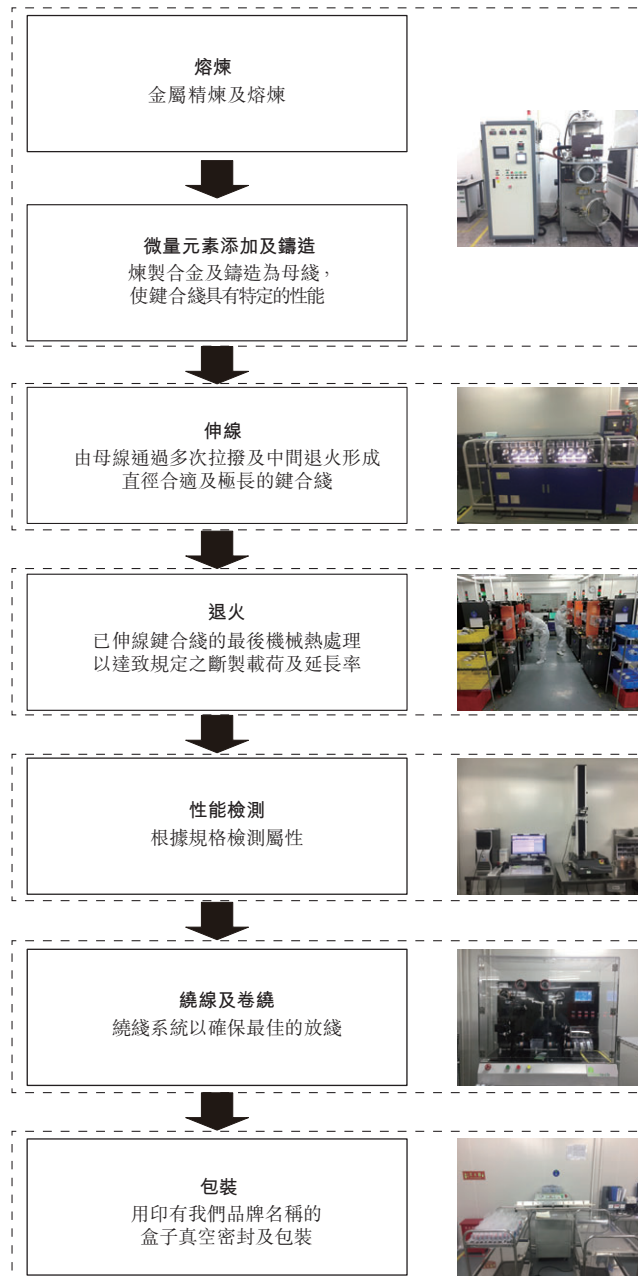 熔煉
金屬精煉及熔煉
微量元素添加及鑄造
煉製合金及鑄造為母綫，
使鍵合綫具有特定的性能
伸線
由母線通過多次拉撥及中間退火形成
直徑合適及極長的鍵合綫
退火
已伸線鍵合綫的最後機械熱處理
以達致規定之斷製載荷及延長率
性能檢測
根據規格檢測屬性
繞線及卷繞
繞綫系統以確保最佳的放綫
包裝
用印有我們品牌名稱的
盒子真空密封及包裝